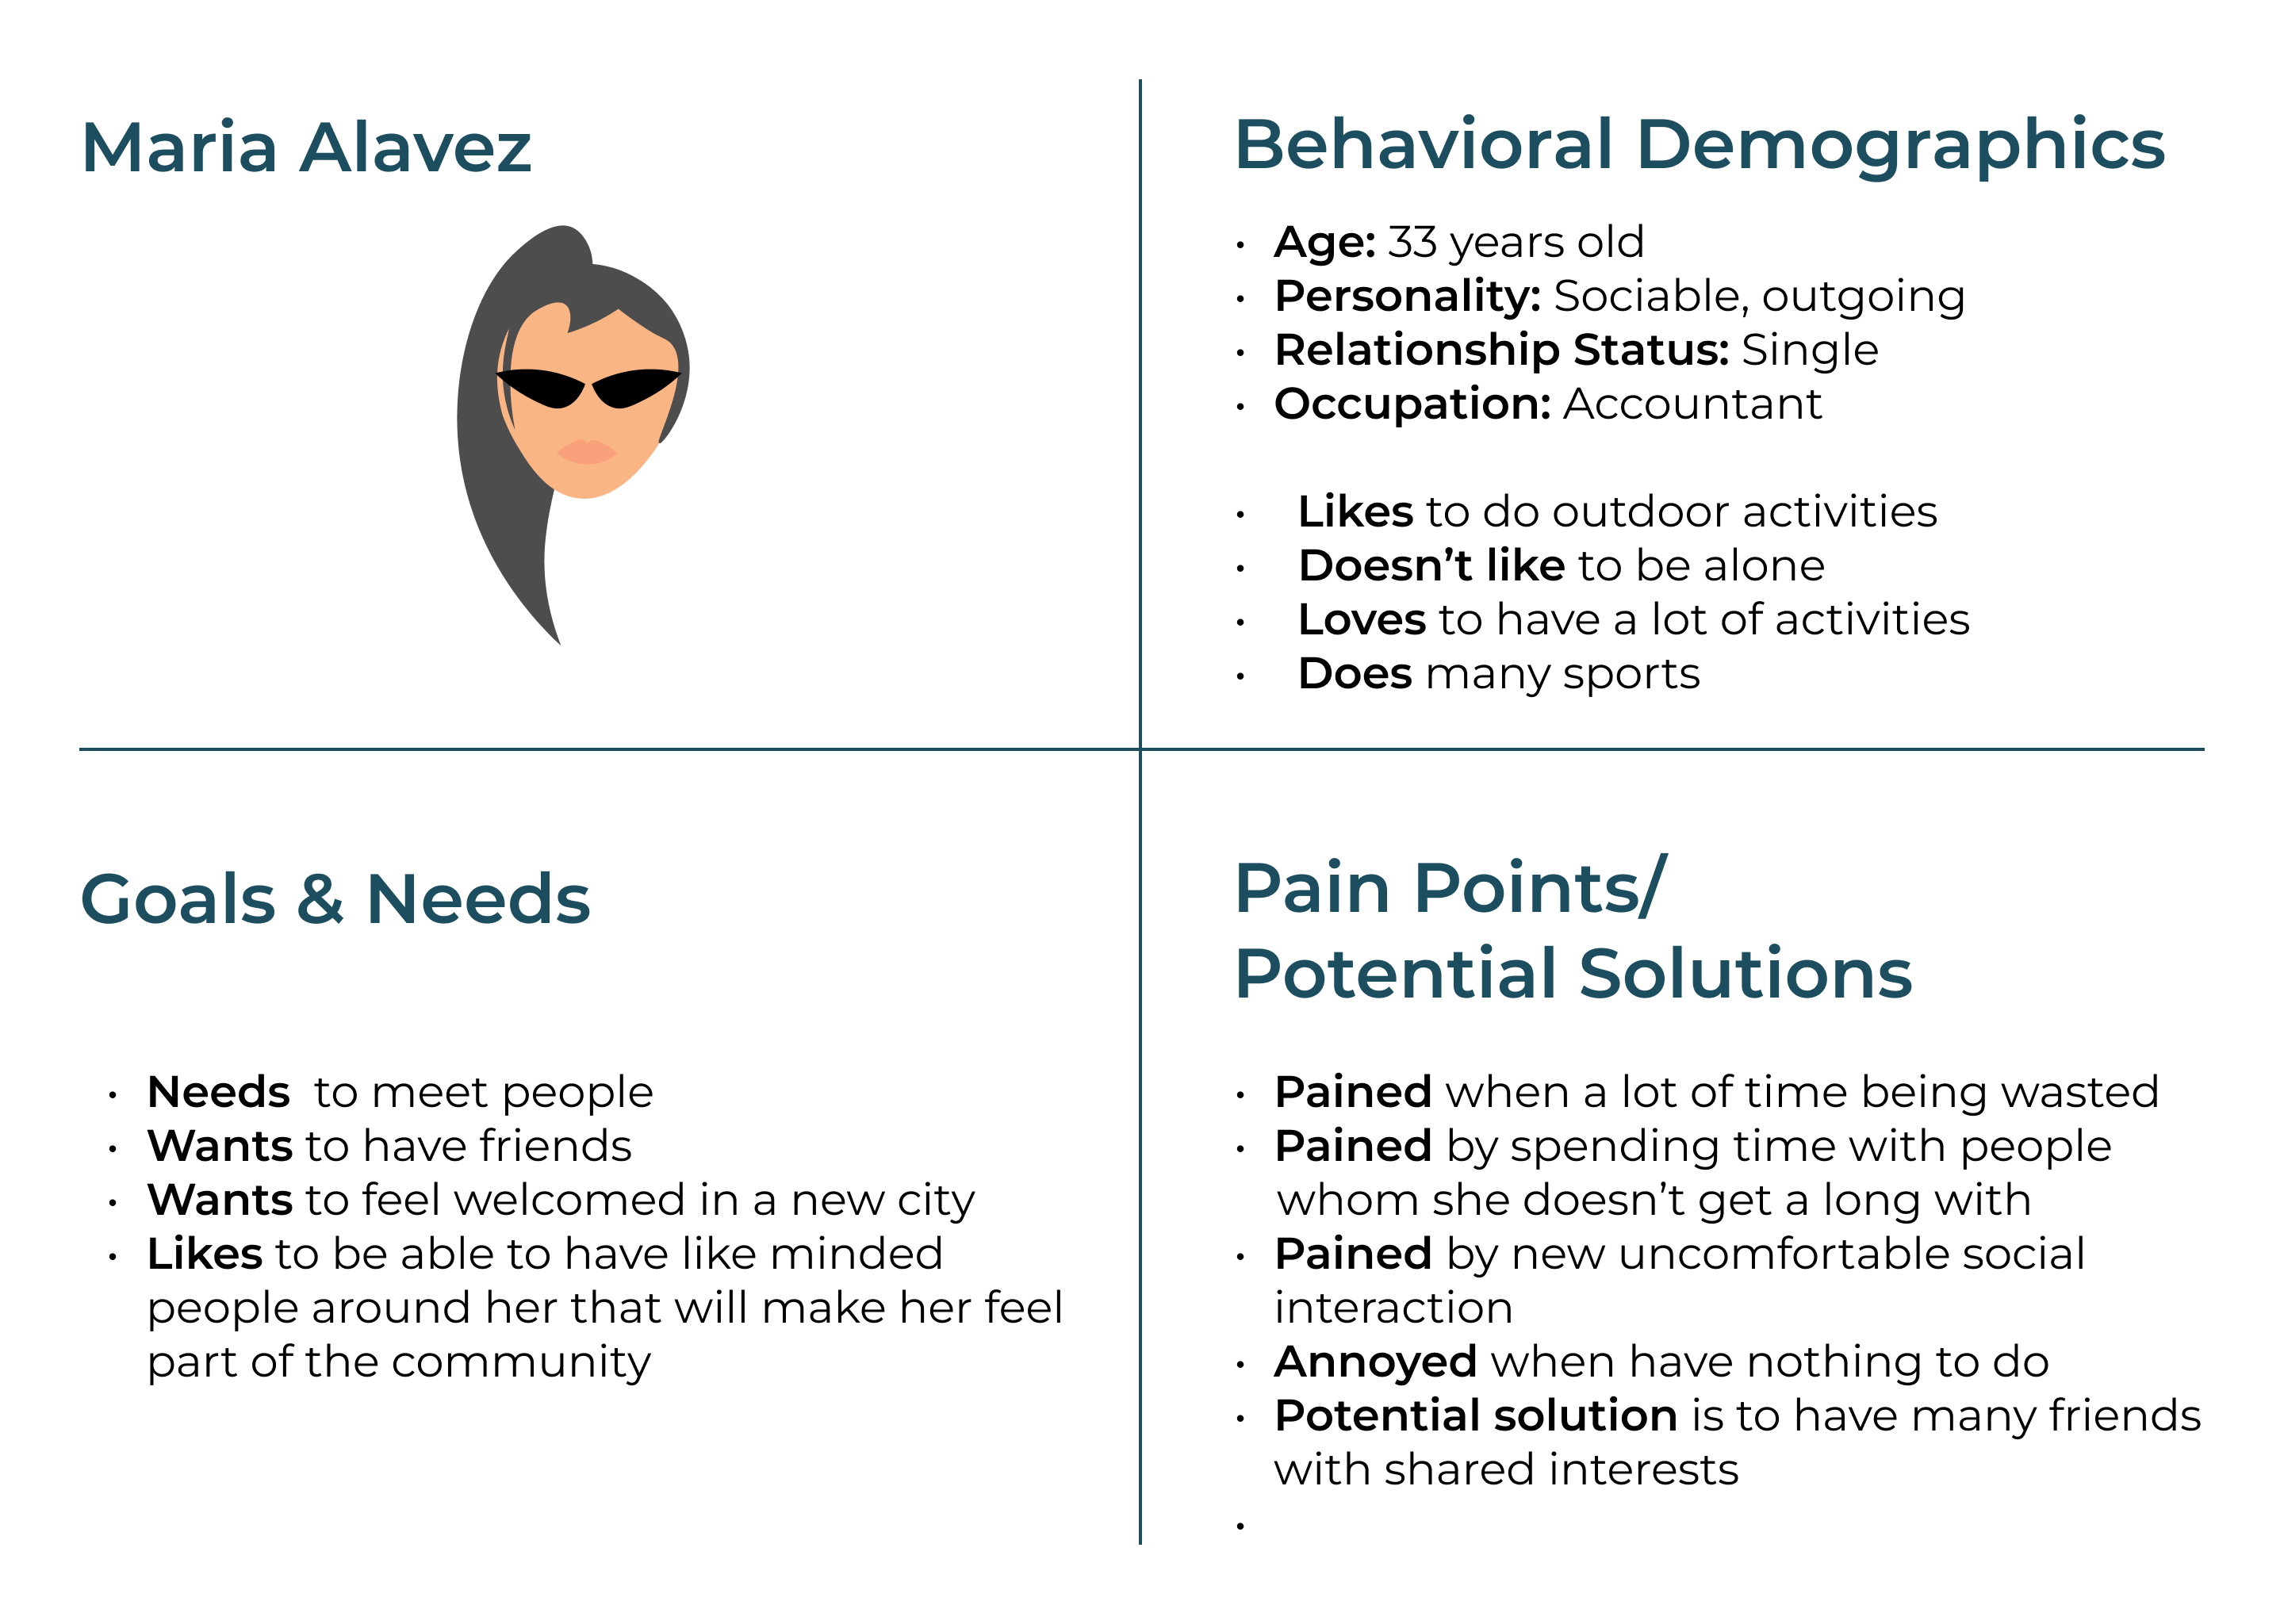 Maria Alavez
Behavioral Demographics
• Age: 33 years old
• Personality: Sociable, outgoing
• Relationship Status: Single
• Occupation: Accountant
• Likes to do outdoor activities
• Doesn’t like to be alone
• Loves to have a lot of activities
• Does many sports
Goals & Needs
• Needs  to meet people
• Wants to have friends
• Wants to feel welcomed in a new city
• Likes to be able to have like minded
people around her that will make her feel
part of the community
Pain Points/
Potential Solutions
• Pained when a lot of time being wasted
• Pained by spending time with people
whom she doesn’t get a long with
• Pained by new uncomfortable social
interaction
• Annoyed when have nothing to do
• Potential solution is to have many friends
with shared interests
•